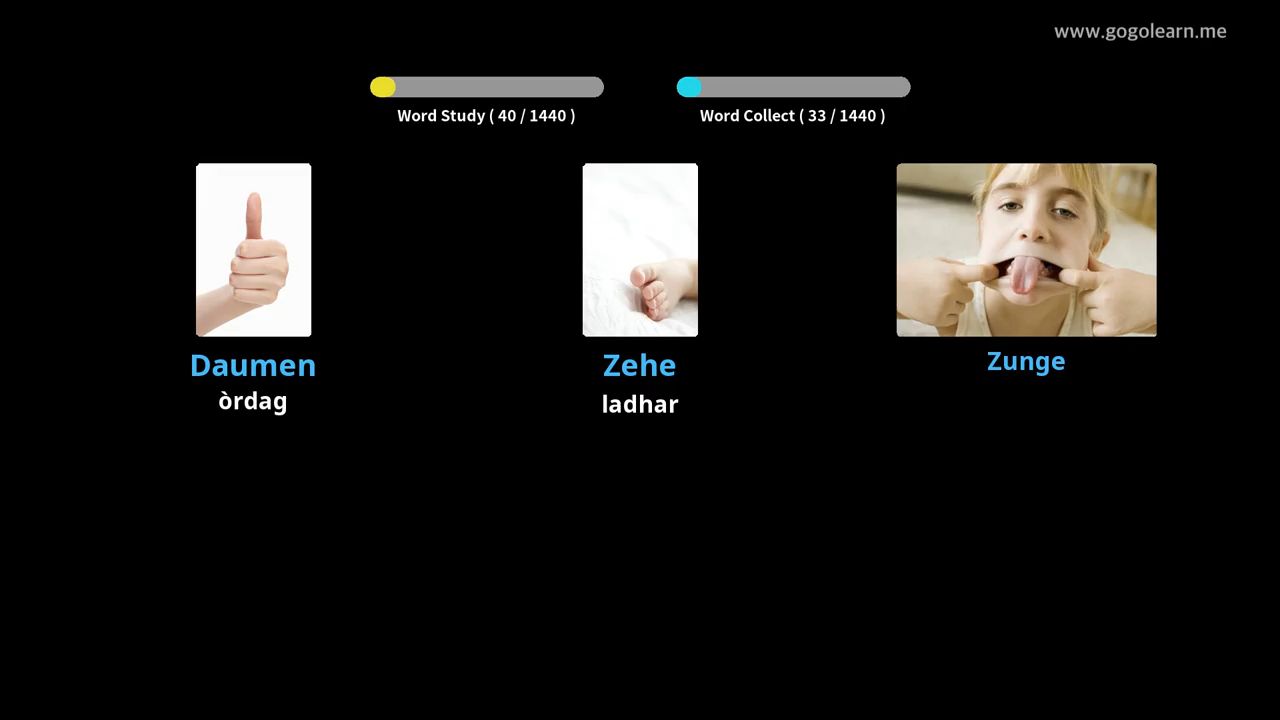 www.gogolearn.me
Word Study ( 40 / 1440 )
Word Collect ( 33 / 1440 )
Daumen
òrdag
Zehe
ladhar
Zunge